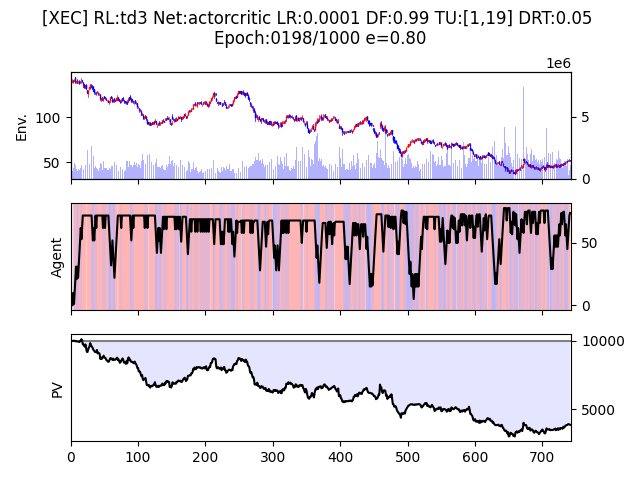 [XEC] RL:td3 Net:actorcritic LR:0.0001 DF:0.99 TU:[1,19] DRT:0.05
Epoch:0198/1000 e=0.80
1e6
Env.
100
50
5
0
Agent
50
0
PV
10000
5000
0 100 200 300 400 500 600 700